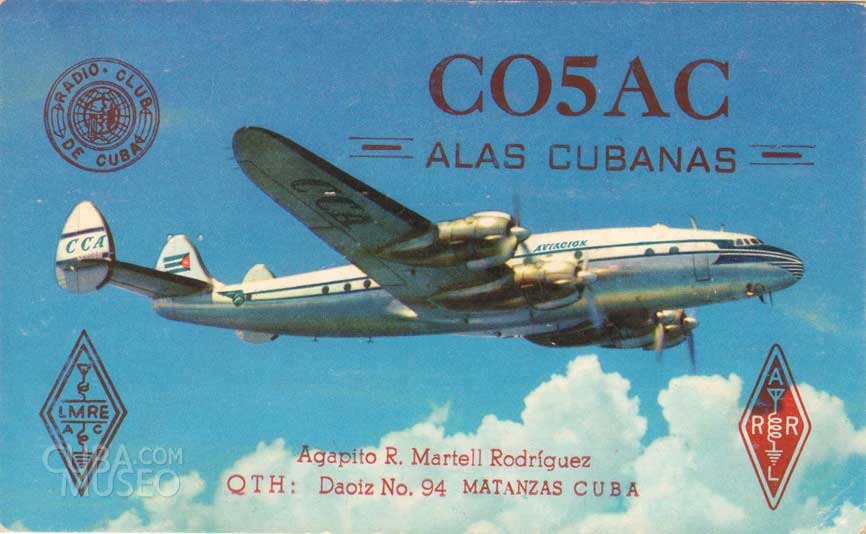 RADIO · CLUB
DE CUBA
CO5AC
ALAS CUBANAS
CCA
CCA
AVIACION
LMRE
A C
A
R R
L
Agapito R. Martell Rodríguez
QTH: Daoiz No. 94 MATANZAS CUBA
CUBA.COM
MUSEO